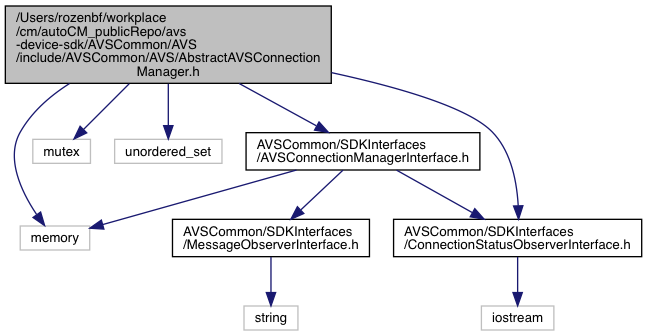 /Users/rozenbf/workplace
/cm/autoCM_publicRepo/avs
-device-sdk/AVSCommon/AVS
/include/AVSCommon/AVS/AbstractAVSConnection
Manager.h
mutex
unordered_set
AVSCommon/SDKInterfaces
/AVSConnectionManagerInterface.h
memory
AVSCommon/SDKInterfaces
/MessageObserverInterface.h
AVSCommon/SDKInterfaces
/ConnectionStatusObserverInterface.h
string
iostream